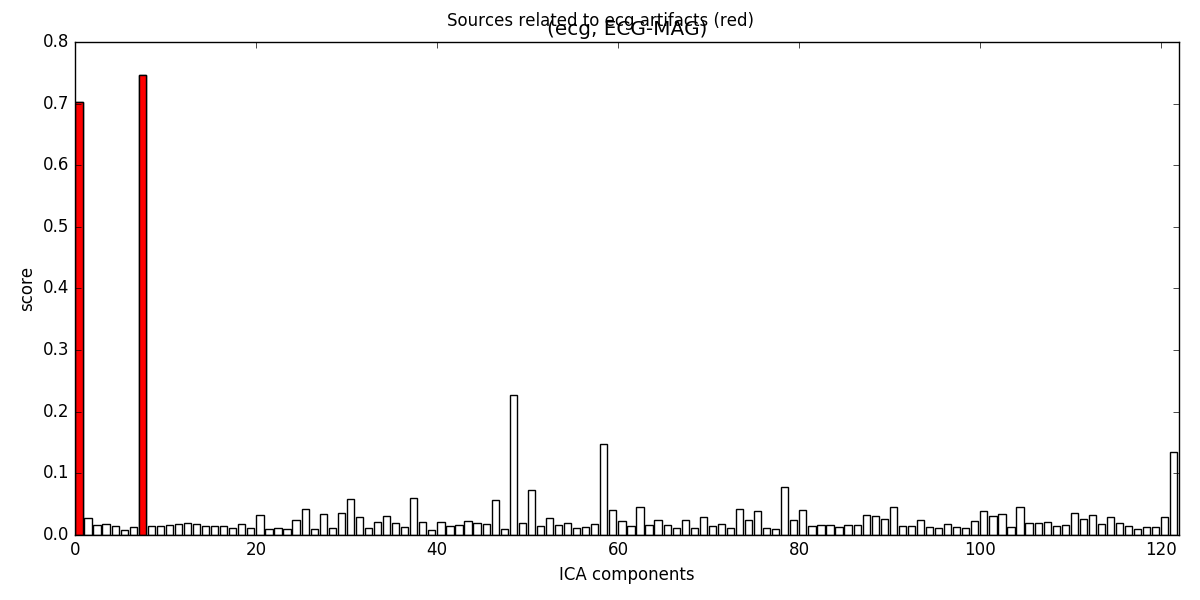 Sources related to ecg artifacts (red)
(ecg, ECG-MAG)
0.8
0.7
0.6
0.5
0.4
0.3
0.2
0.1
0.0
score
0 20 40 60 80 100 120
ICA components